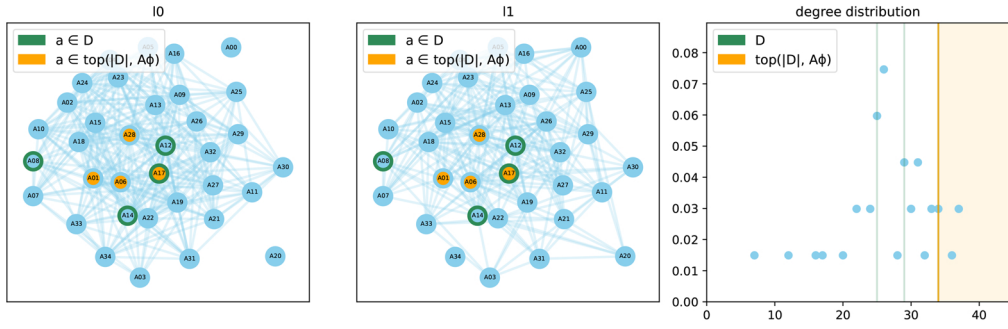 l0
a ∈ D
a ∈ top(|D|, Aϕ)
A16
A00
A23
A24
A25
A09
A02
A13
A26
A15
A10
A28
A29
A18
A12
A32
A08
A30
A17
A01
A06
A27
A11
A07
A19
A14
A22
A21
A33
A34
A31
A20
A03
l1
a ∈ D
a ∈ top(|D|, Aϕ)
A05
A16
A00
A23
A24
A25
A09
A02
A13
A26
A15
A10
A28
A29
A18
A12
A32
A08
A30
A17
A01
A06
A27
A11
A07
A19
A14
A22
A21
A33
A34
A31
A20
A03
degree distribution
D
top(|D|, Aϕ)
0.08
0.07
0.06
0.05
0.04
0.03
0.02
0.01
0.00
0
10
20
30
40